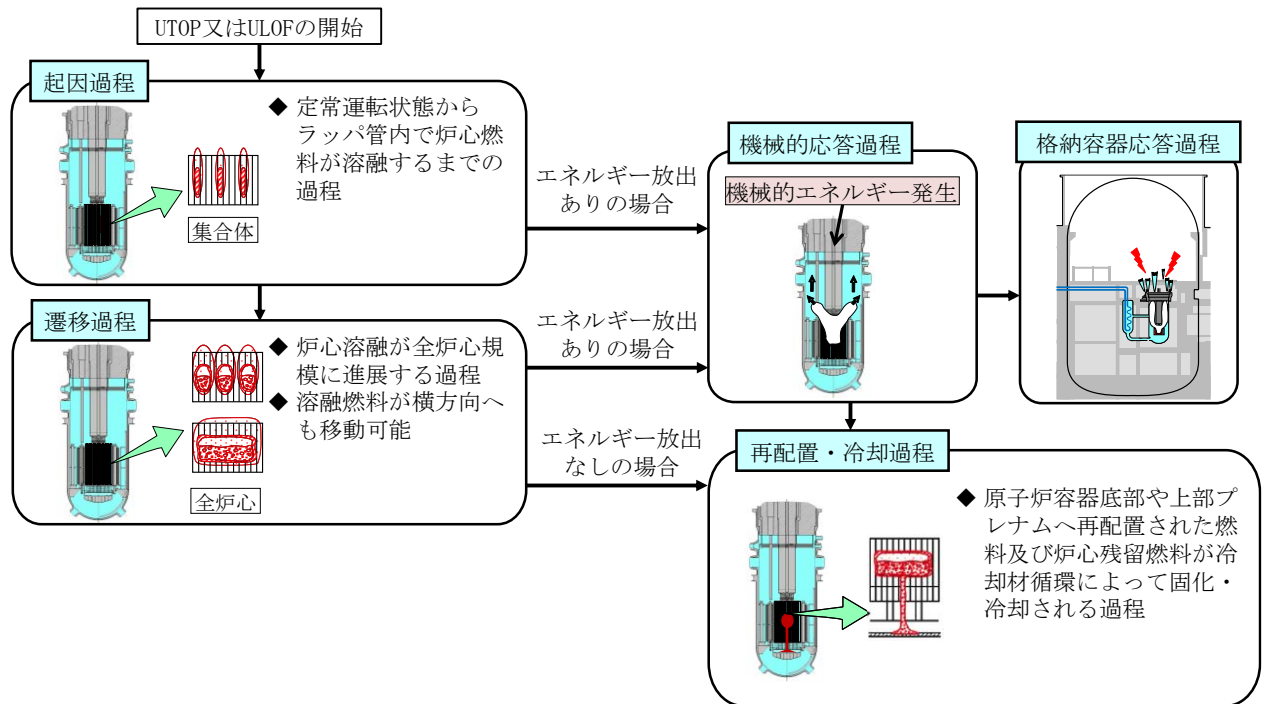 UTOP又はULOFの開始
起因過程
◆ 定常運転状態から
ラッパ管内で炉心燃
料が溶融するまでの
過程
集合体
エネルギー放出
ありの場合
機械的応答過程
機械的エネルギー発生
格納容器応答過程
遷移過程
◆ 炉心溶融が全炉心規
模に進展する過程
◆ 溶融燃料が横方向へ
も移動可能
全炉心
エネルギー放出
ありの場合
エネルギー放出
なしの場合
再配置・冷却過程
◆ 原子炉容器底部や上部プ
レナムへ再配置された燃
料及び炉心残留燃料が冷
却材循環によって固化・
冷却される過程